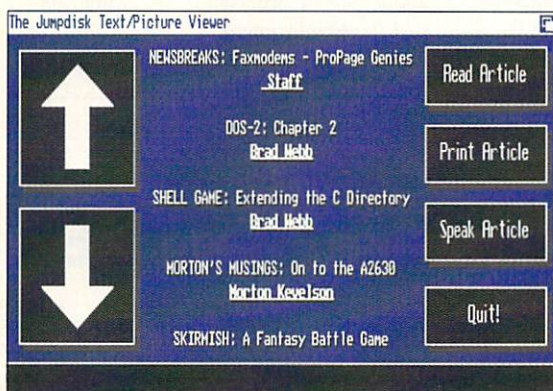 The Jumpdisk Text/Picture Viewer
NEWSBREAKS: Faxmodems - ProPage Genies
Staff
DOS-2: Chapter 2
Brad Webb
SHELL GAME: Extending the C Directory
Brad Webb
MORTON'S MUSINGS: On to the A2630
Morton Kevelson
SKIRMISH: A Fantasy Battle Game
Read Article
Print Article
Speak Article
Quit!